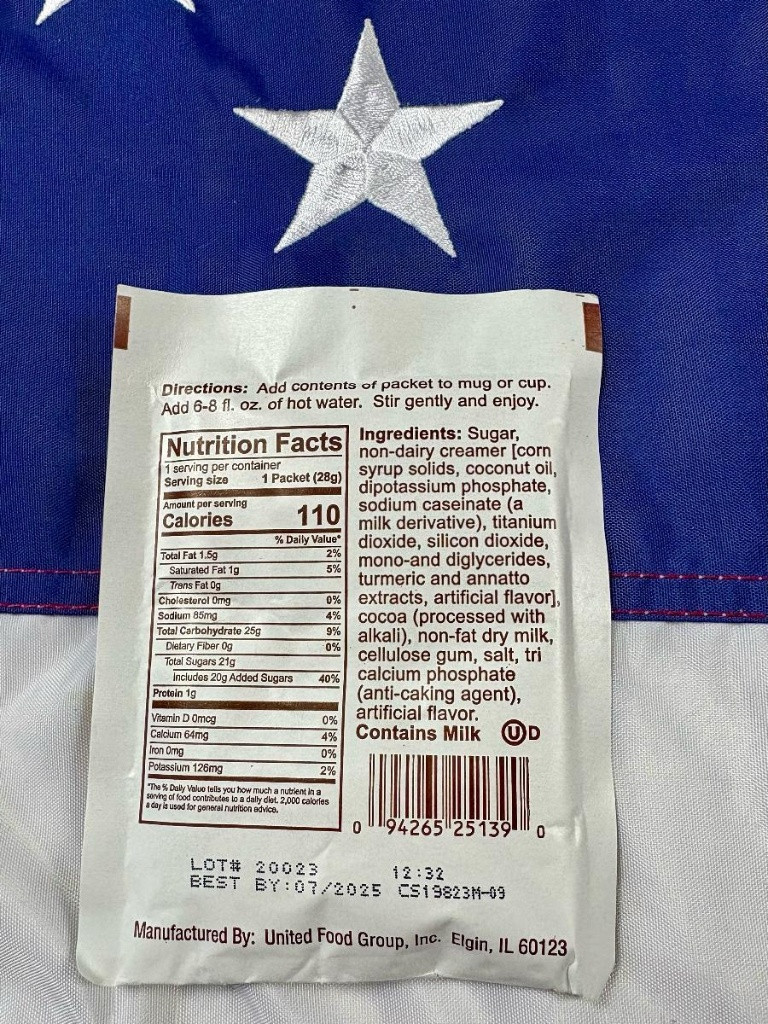 Directions: Add contents of packet to mug or cup.
Add 6-8 fl. oz. of hot water. Stir gently and enjoy.
Nutrition Facts
1 serving per container
Serving size 1 Packet (28g)
Amount per serving
Calories 110
% Daily Value*
Total Fat 1.5g 2%
Saturated Fat 1g 5%
Trans Fat 0g
Cholesterol 0mg 0%
Sodium 85mg 4%
Total Carbohydrate 25g 9%
Dietary Fiber 0g 0%
Total Sugars 21g
Includes 20g Added Sugars 40%
Protein 1g
Vitamin D 0mcg 0%
Calcium 64mg 4%
Iron 0mg 0%
Potassium 126mg 2%
*The % Daily Value tells you how much a nutrient in a
serving of food contributes to a daily diet. 2,000 calories
a day is used for general nutrition advice.
Ingredients: Sugar,
non-dairy creamer [corn
syrup solids, coconut oil,
dipotassium phosphate,
sodium caseinate (a
milk derivative), titanium
dioxide, silicon dioxide,
mono-and diglycerides,
turmeric and annatto
extracts, artificial flavor],
cocoa (processed with
alkali), non-fat dry milk,
cellulose gum, salt, tri
calcium phosphate
(anti-caking agent),
artificial flavor.
Contains Milk U D
0 94265 25139 0
LOT# 20023 12:32
BEST BY:07/2025 CS19823M-09
Manufactured By: United Food Group, Inc. Elgin, IL 60123